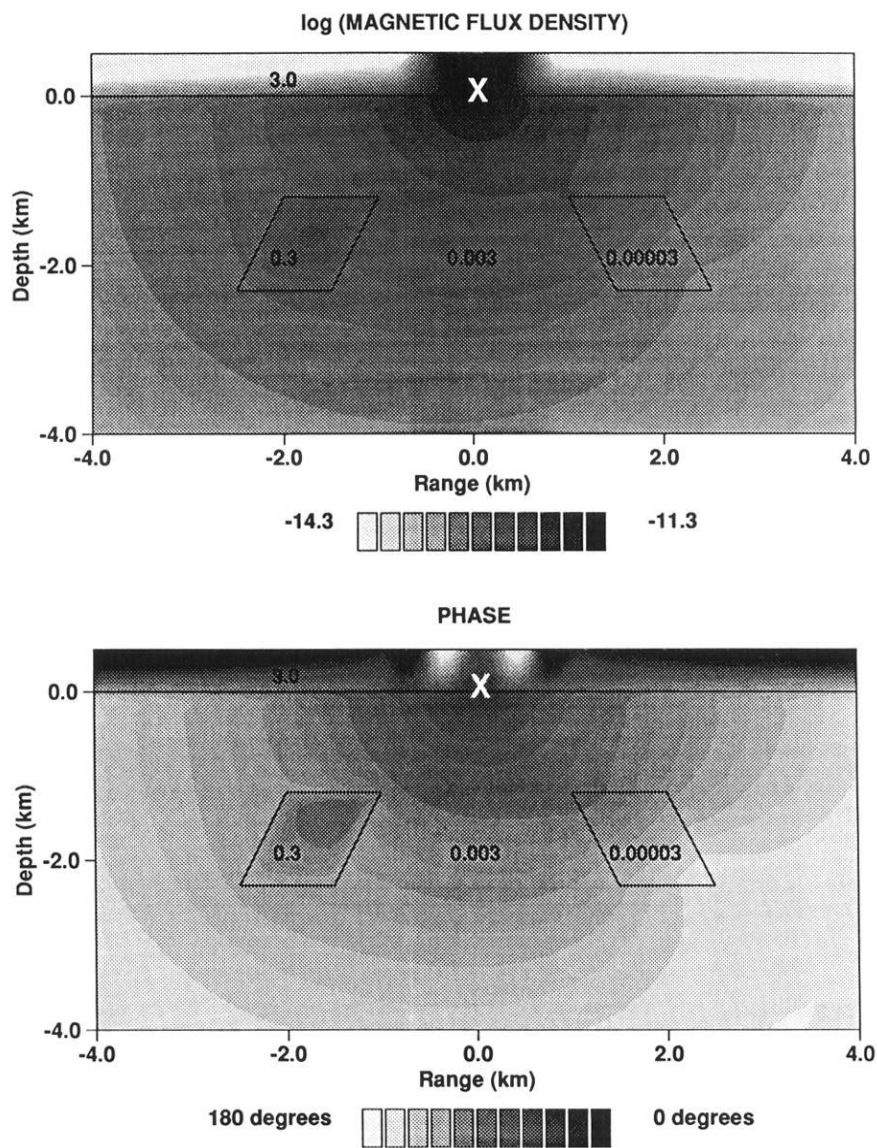 log (MAGNETIC FLUX DENSITY)
3.0
X
0.0
0.3
0.003
0.00003
-2.0
Depth (km)
-4.0
-4.0
-2.0
0.0
2.0
4.0
Range (km)
-14.3
-11.3
PHASE
3.0
X
0.0
0.3
0.003
0.00003
-2.0
Depth (km)
-4.0
-4.0
-2.0
0.0
2.0
4.0
Range (km)
180 degrees
0 degrees